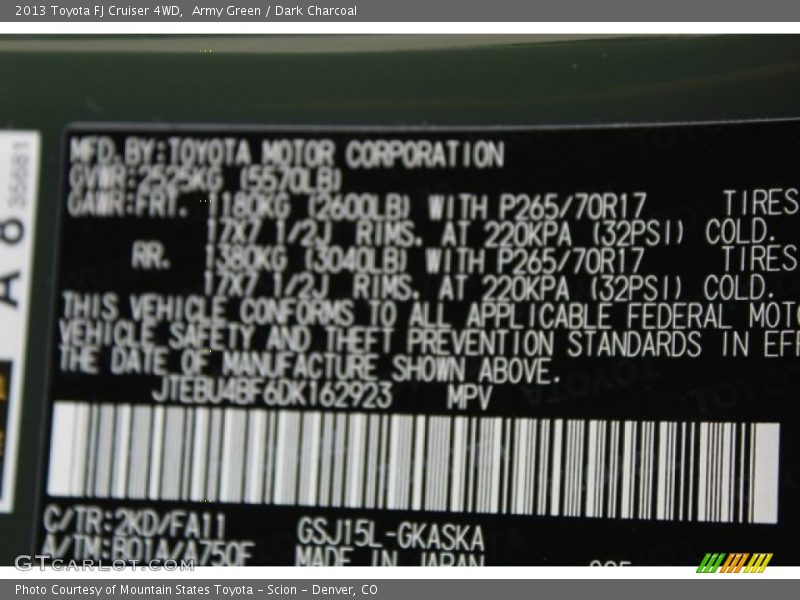 2013 Toyota FJ Cruiser 4WD,  Army Green / Dark Charcoal
35681
A 8
MFD.BY:TOYOTA MOTOR CORPORATION
GVWR:2525KG (5570LB)
GAWR:FRT. 1180KG (2600LB) WITH P265/70R17 TIRES
17X7 1/2J RIMS. AT 220KPA (32PSI) COLD.
RR. 1380KG (3040LB) WITH P265/70R17 TIRES
17X7 1/2J RIMS. AT 220KPA (32PSI) COLD.
THIS VEHICLE CONFORMS TO ALL APPLICABLE FEDERAL MOTO
VEHICLE SAFETY AND THEFT PREVENTION STANDARDS IN EFF
THE DATE OF MANUFACTURE SHOWN ABOVE.
JTEBU4BF6DK162923 MPV
C/TR:2KD/FA11 GSJ15L-GKASKA
A/TM:B01A/A750F MADE IN JAPAN
GTCARLOT.COM
Photo Courtesy of Mountain States Toyota – Scion – Denver, CO